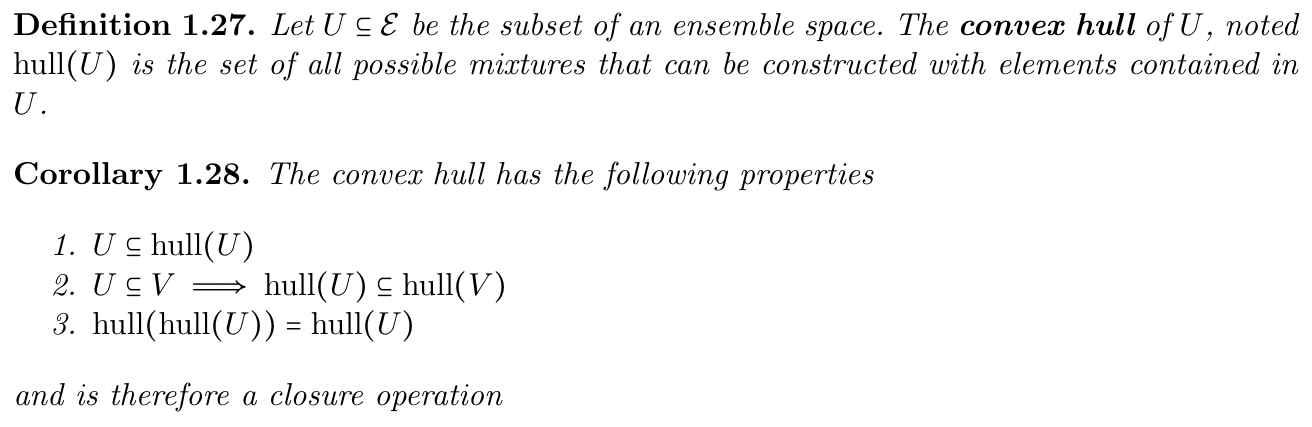 Definition 1.27. Let U ⊆ ℰ be the subset of an ensemble space. The convex hull of U, noted
hull(U) is the set of all possible mixtures that can be constructed with elements contained in
U.
Corollary 1.28. The convex hull has the following properties
1. U ⊆ hull(U)
2. U ⊆ V ⟹ hull(U) ⊆ hull(V)
3. hull(hull(U)) = hull(U)
and is therefore a closure operation